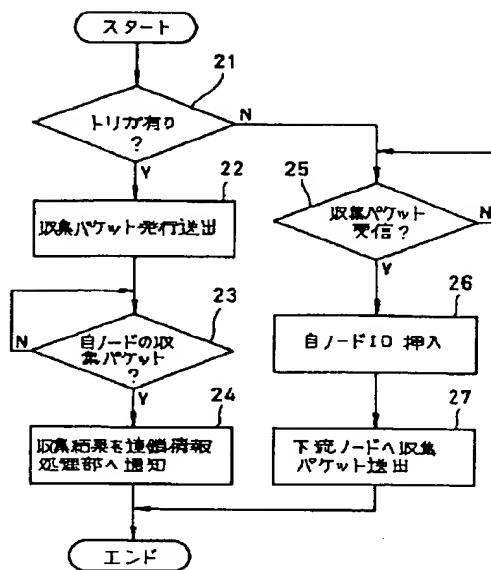 スタート
21
トリガ有り
?
N
Y
22
収集パケット発行送出
23
自ノードの収
集パケット
?
N
Y
24
収集結果を連鎖情報
処理部へ通知
25
収集パケット
受信?
N
Y
26
自ノードID 挿入
27
下流ノードへ収集
パケット送出
エンド